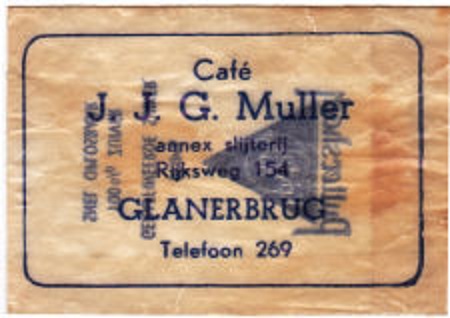 Café
J. J. G. Muller
annex slijterij
Rijksweg 154
GLANERBRUG
Telefoon 269